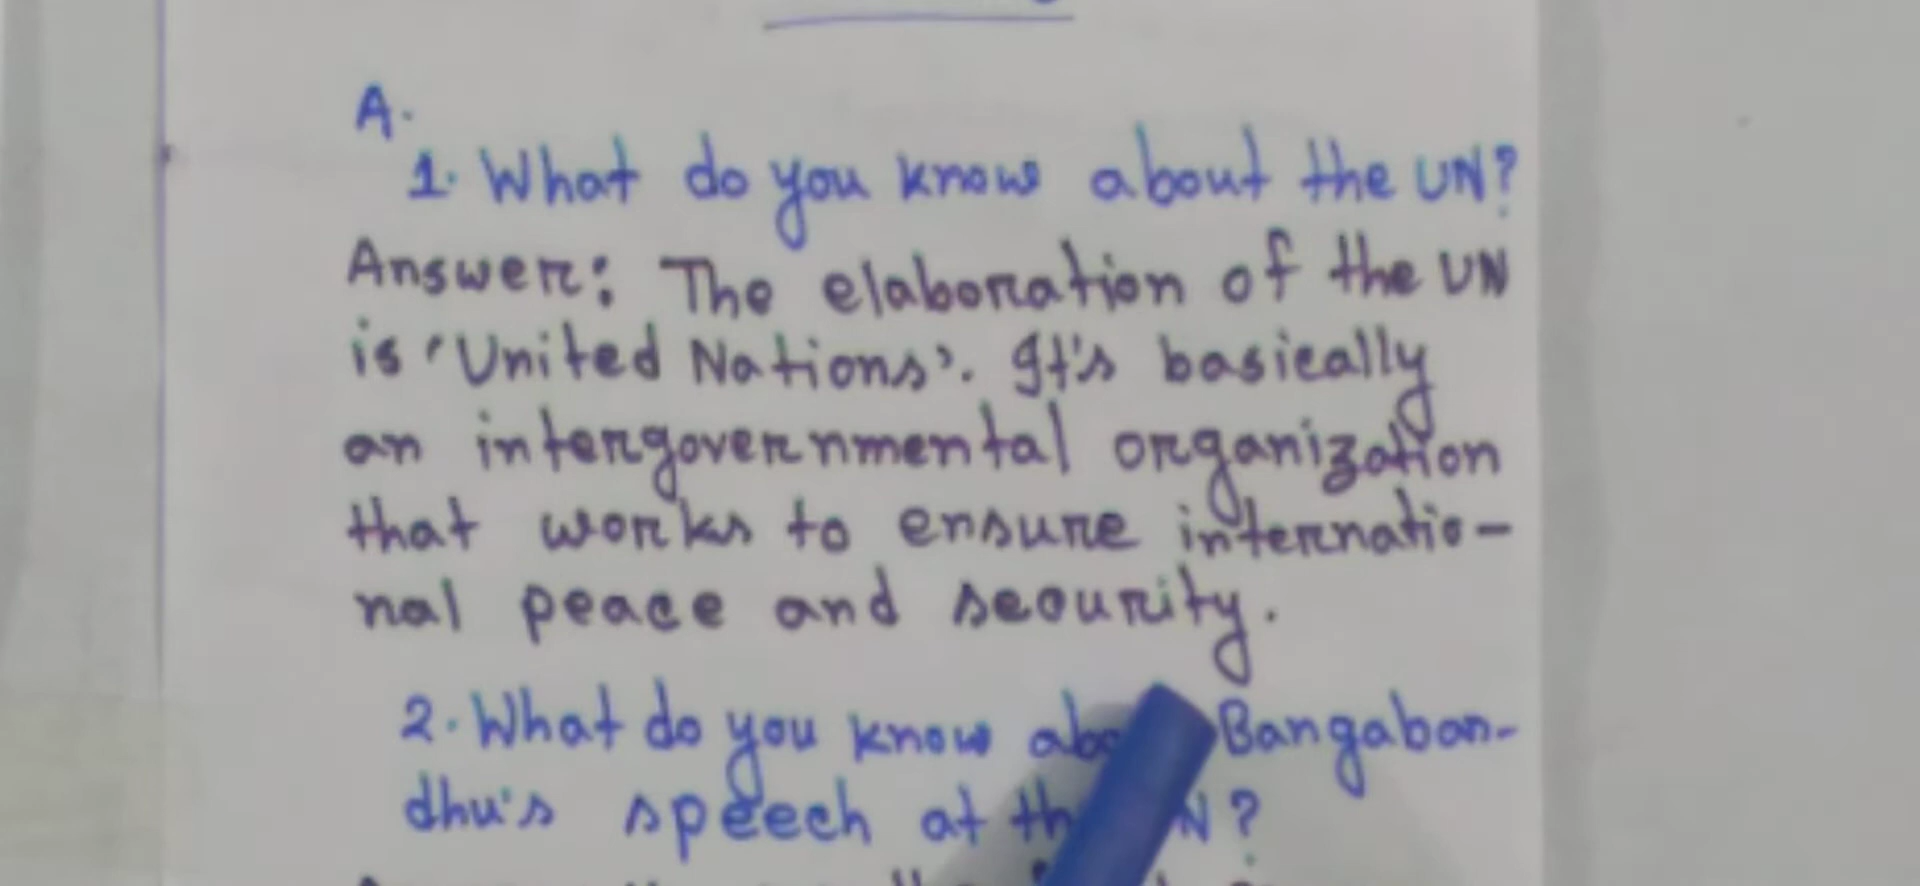 A.
1. What do you know about the UN?
Answer: The elaboration of the UN
is 'United Nations'. It's basically
an intergovernmental organization
that works to ensure internatio-
nal peace and security.
2. What do you know Bangaban-
dhu's speech at ?